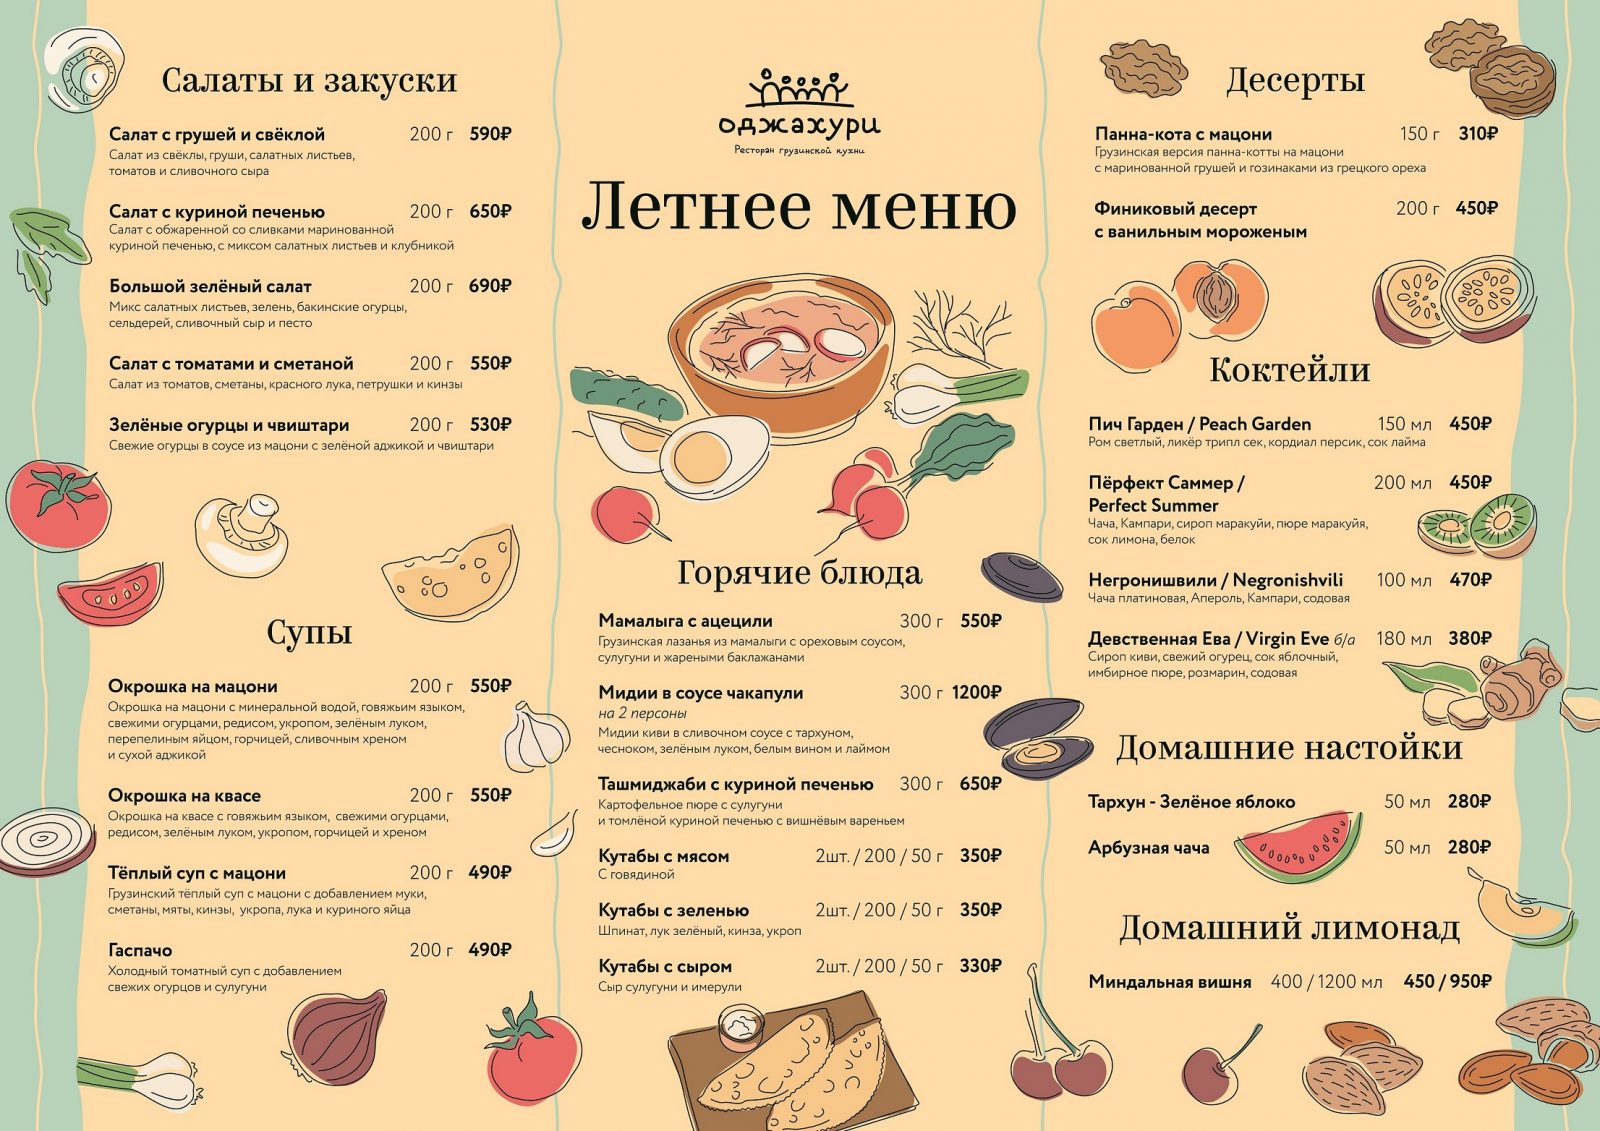 Салаты и закуски
Салат с грушей и свёклой 200 г 590₽
Салат из свёклы, груши, салатных листьев,
томатов и сливочного сыра
Салат с куриной печенью 200 г 650₽
Салат с обжаренной со сливками маринованной
куриной печенью, с миксом салатных листьев и клубникой
Большой зелёный салат 200 г 690₽
Микс салатных листьев, зелень, бакинские огурцы,
сельдерей, сливочный сыр и песто
Салат с томатами и сметаной 200 г 550₽
Салат из томатов, сметаны, красного лука, петрушки и кинзы
Зелёные огурцы и чвиштари 200 г 530₽
Свежие огурцы в соусе из мацони с зелёной аджикой и чвиштари
Супы
Окрошка на мацони 200 г 550₽
Окрошка на мацони с минеральной водой, говяжьим языком,
свежими огурцами, редисом, укропом, зелёным луком,
перепелиным яйцом, горчицей, сливочным хреном
и сухой аджикой
Окрошка на квасе 200 г 550₽
Окрошка на квасе с говяжьим языком, свежими огурцами,
редисом, зелёным луком, укропом, горчицей и хреном
Тёплый суп с мацони 200 г 490₽
Грузинский тёплый суп с мацони с добавлением муки,
сметаны, мяты, кинзы, укропа, лука и куриного яйца
Гаспачо 200 г 490₽
Холодный томатный суп с добавлением
свежих огурцов и сулугуни
оджахури
Ресторан грузинской кухни
Летнее меню
Горячие блюда
Мамалыга с ацецили 300 г 550₽
Грузинская лазанья из мамалыги с ореховым соусом,
сулугуни и жареными баклажанами
Мидии в соусе чакапули 300 г 1200₽
на 2 персоны
Мидии киви в сливочном соусе с тархуном,
чесноком, зелёным луком, белым вином и лаймом
Ташмиджаби с куриной печенью 300 г 650₽
Картофельное пюре с сулугуни
и томлёной куриной печенью с вишнёвым вареньем
Кутабы с мясом 2шт. / 200 / 50 г 350₽
С говядиной
Кутабы с зеленью 2шт. / 200 / 50 г 350₽
Шпинат, лук зелёный, кинза, укроп
Кутабы с сыром 2шт. / 200 / 50 г 330₽
Сыр сулугуни и имерули
Десерты
Панна-кота с мацони 150 г 310₽
Грузинская версия панна-котты на мацони
с маринованной грушей и гозинаками из грецкого ореха
Финиковый десерт 200 г 450₽
с ванильным мороженым
Коктейли
Пич Гарден / Peach Garden 150 мл 450₽
Ром светлый, ликёр трипл сек, кордиал персик, сок лайма
Пёрфект Саммер / 200 мл 450₽
Perfect Summer
Чача, Кампари, сироп маракуйи, пюре маракуйя,
сок лимона, белок
Негронишвили / Negronishvili 100 мл 470₽
Чача платиновая, Апероль, Кампари, содовая
Девственная Ева / Virgin Eve б/а 180 мл 380₽
Сироп киви, свежий огурец, сок яблочный,
имбирное пюре, розмарин, содовая
Домашние настойки
Тархун - Зелёное яблоко 50 мл 280₽
Арбузная чача 50 мл 280₽
Домашний лимонад
Миндальная вишня 400 / 1200 мл 450 / 950₽